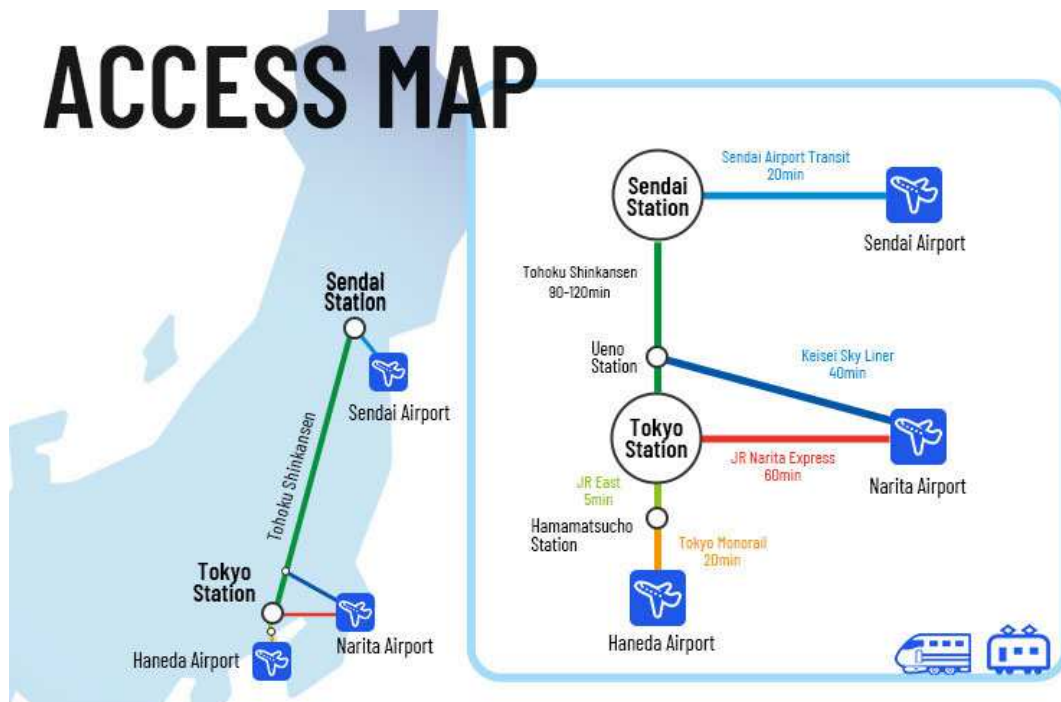 ACCESS MAP
Sendai
Station
Sendai Airport
Tohoku Shinkansen
Tokyo
Station
Narita Airport
Haneda Airport
Sendai
Station
Sendai Airport Transit
20min
Sendai Airport
Tohoku Shinkansen
90-120min
Ueno
Station
Keisei Sky Liner
40min
Tokyo
Station
JR Narita Express
60min
Narita Airport
JR East
5min
Hamamatsucho
Station
Tokyo Monorail
20min
Haneda Airport